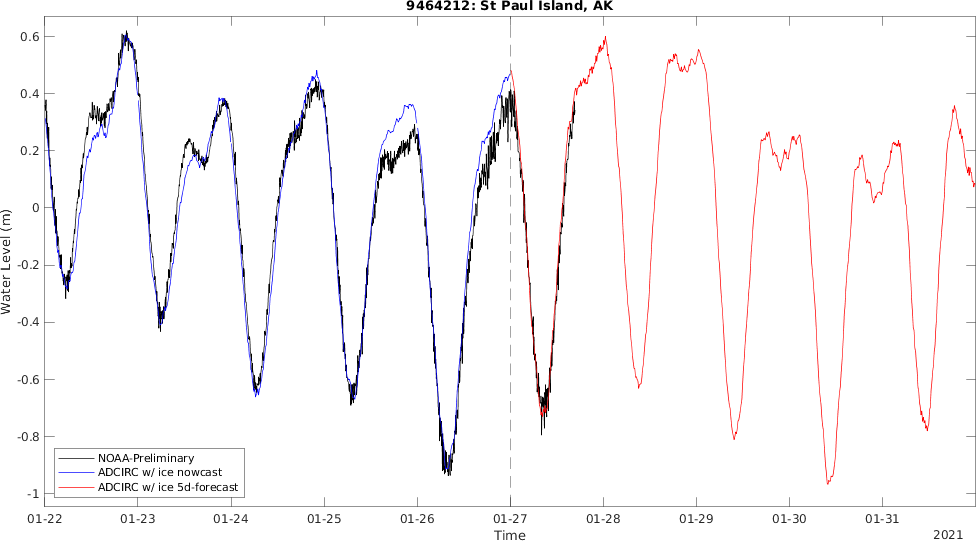 9464212: St Paul Island, AK
0.6
0.4
0.2
0
-0.2
-0.4
-0.6
-0.8
-1
Water Level (m)
NOAA-Preliminary
ADCIRC w/ ice nowcast
ADCIRC w/ ice 5d-forecast
01-22 01-23 01-24 01-25 01-26 01-27 01-28 01-29 01-30 01-31
Time
2021